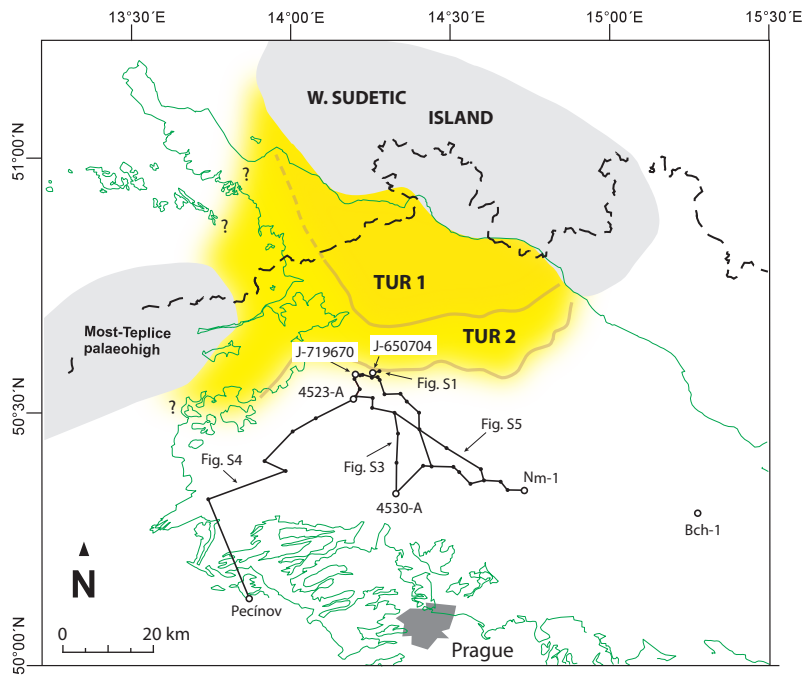 13°30´E 14°00´E 14°30´E 15°00´E 15°30´E
51°00´N
50°30´N
50°00´N
W. SUDETIC
ISLAND
?
?
TUR 1
Most-Teplice
palaeohigh
TUR 2
J-719670
J-650704
Fig. S1
4523-A
?
Fig. S5
Fig. S4
Fig. S3
Nm-1
4530-A
Bch-1
N
Pecínov
0 20 km
Prague